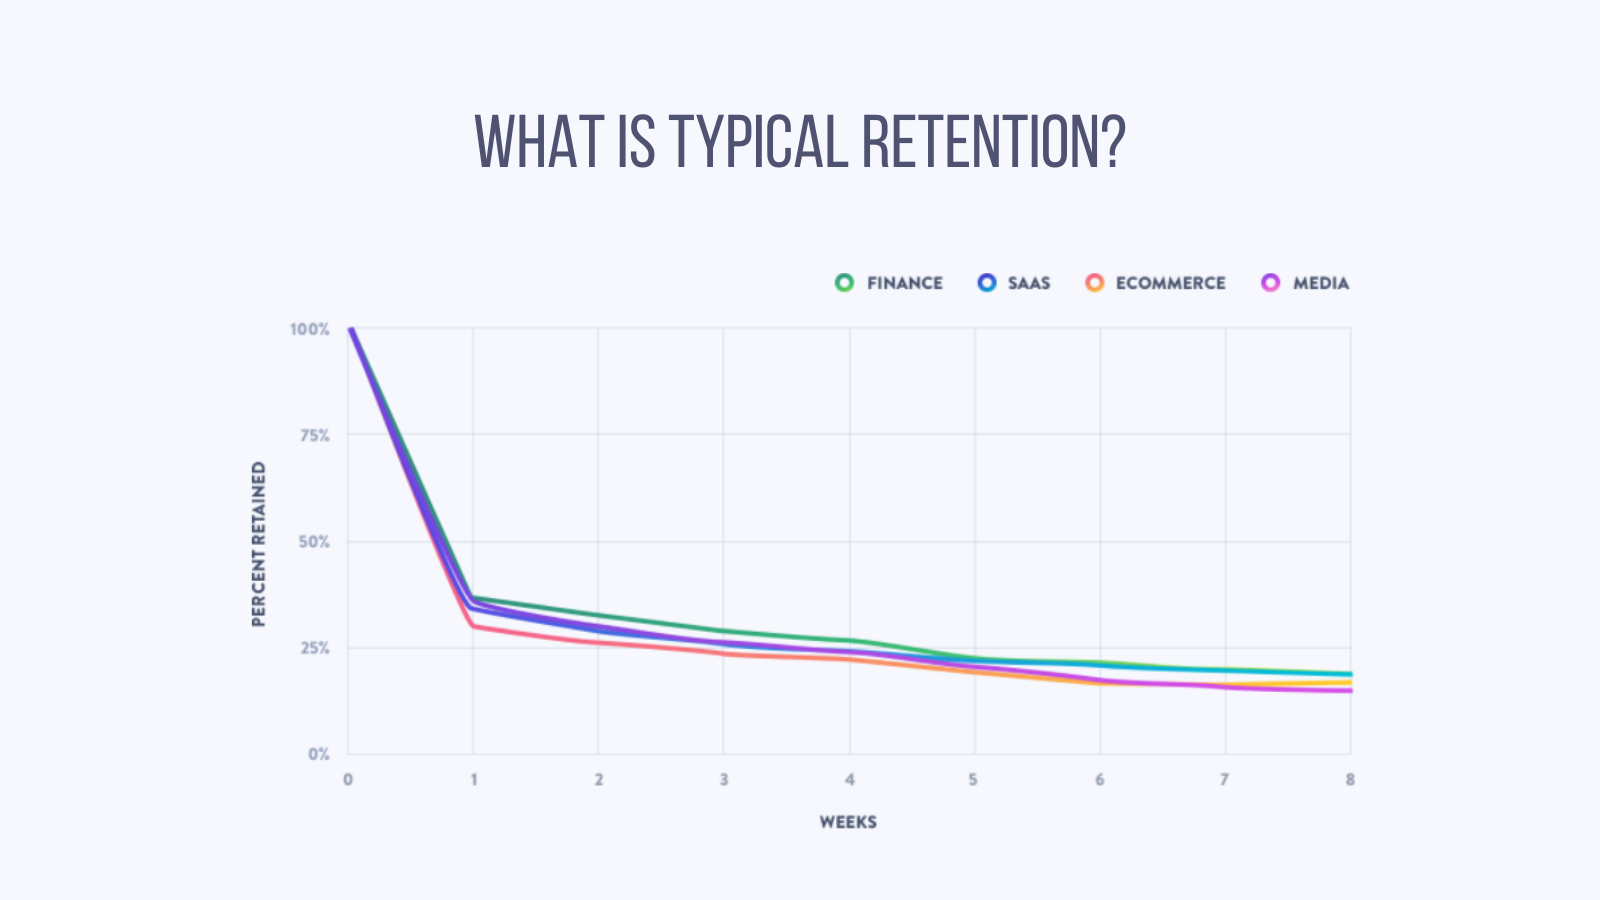 WHAT IS TYPICAL RETENTION?
FINANCE SAAS ECOMMERCE MEDIA
100%
75%
50%
25%
0%
PERCENT RETAINED
0 1 2 3 4 5 6 7 8
WEEKS